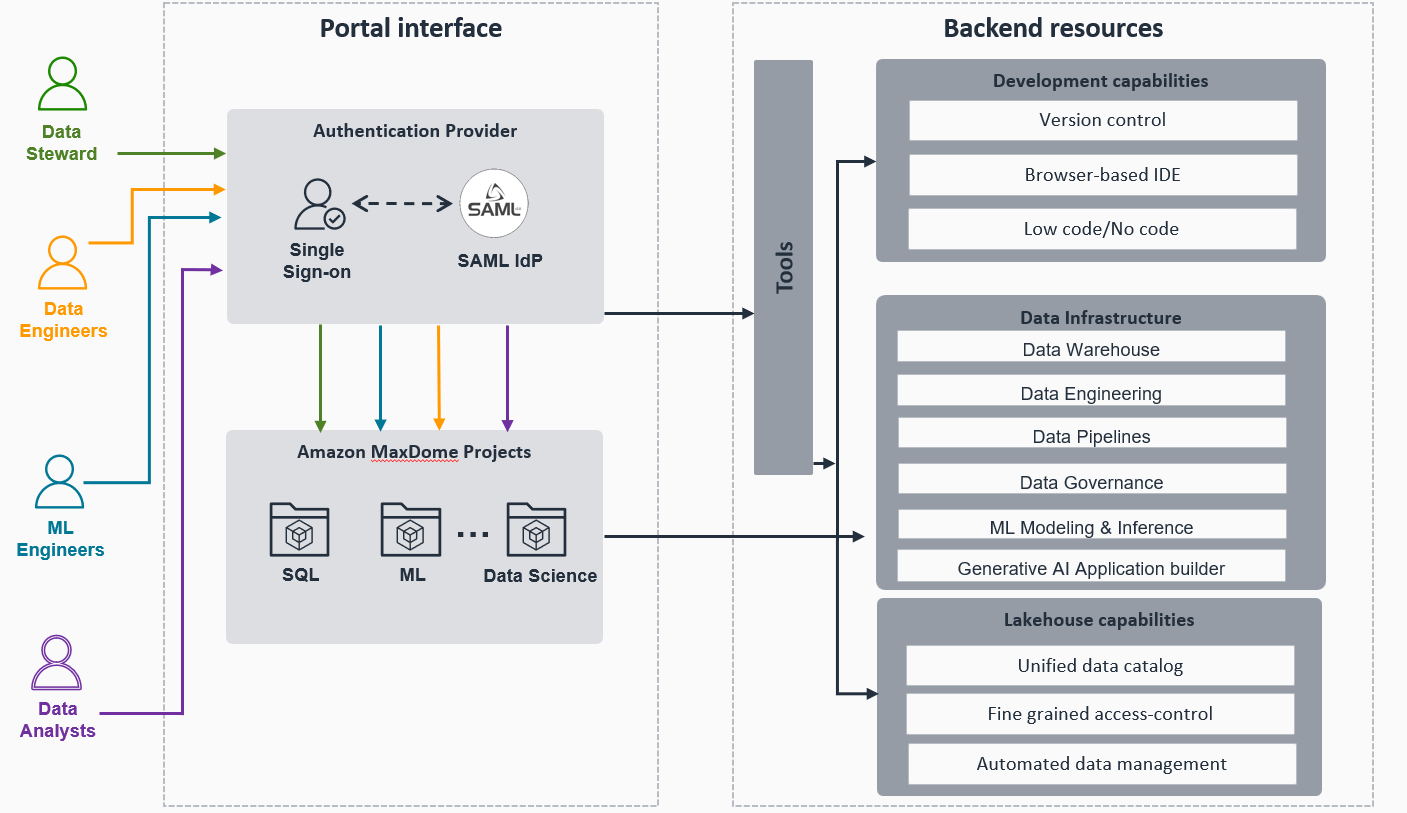 Portal interface
Backend resources
Data
Steward
Data
Engineers
ML
Engineers
Data
Analysts
Authentication Provider
Single
Sign-on
SAML
SAML IdP
Amazon MaxDome Projects
SQL
ML
...
Data Science
Tools
Development capabilities
Version control
Browser-based IDE
Low code/No code
Data Infrastructure
Data Warehouse
Data Engineering
Data Pipelines
Data Governance
ML Modeling & Inference
Generative AI Application builder
Lakehouse capabilities
Unified data catalog
Fine grained access-control
Automated data management